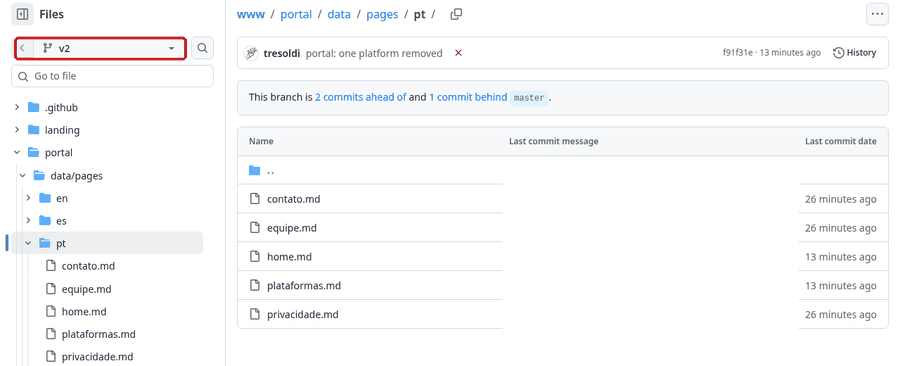 Files
v2
Go to file
.github
landing
portal
data/pages
en
es
pt
contato.md
equipe.md
home.md
plataformas.md
privacidade.md
www / portal / data / pages / pt /
tresoldi portal: one platform removed
f91f31e · 13 minutes ago
History
This branch is 2 commits ahead of and 1 commit behind master .
Name Last commit message Last commit date
..
contato.md 26 minutes ago
equipe.md 26 minutes ago
home.md 13 minutes ago
plataformas.md 13 minutes ago
privacidade.md 26 minutes ago